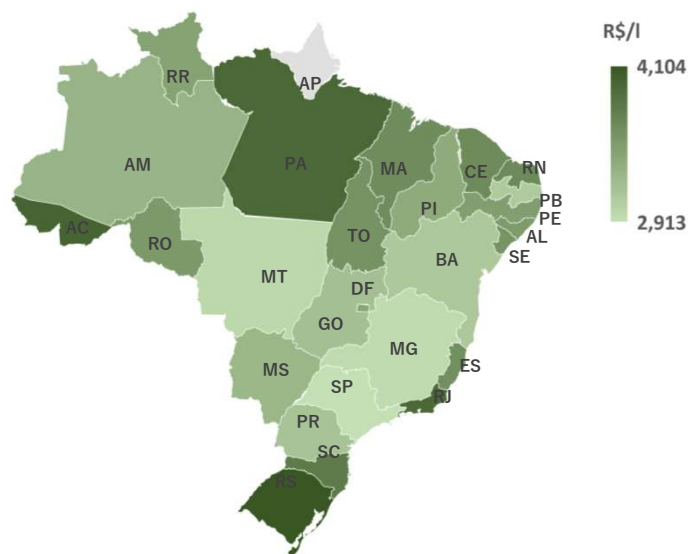 R$/l
4,104
2,913
RR
AP
AM
PA
MA
CE
RN
PI
PB
PE
AL
SE
AC
RO
TO
BA
MT
DF
GO
MG
ES
MS
SP
RJ
PR
SC
RS